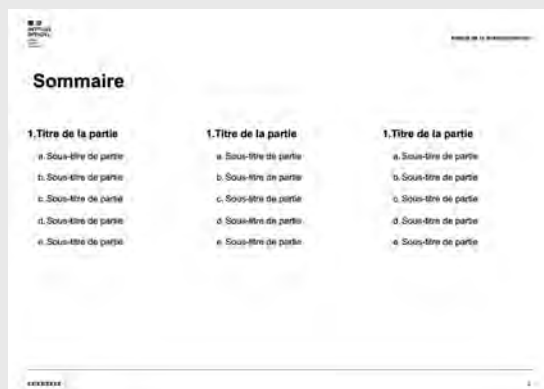 Sommaire
1.Titre de la partie
a. Sous-titre de partie
b. Sous-titre de partie
c. Sous-titre de partie
d. Sous-titre de partie
e. Sous-titre de partie
1.Titre de la partie
a. Sous-titre de partie
b. Sous-titre de partie
c. Sous-titre de partie
d. Sous-titre de partie
e. Sous-titre de partie
1.Titre de la partie
a. Sous-titre de partie
b. Sous-titre de partie
c. Sous-titre de partie
d. Sous-titre de partie
e. Sous-titre de partie